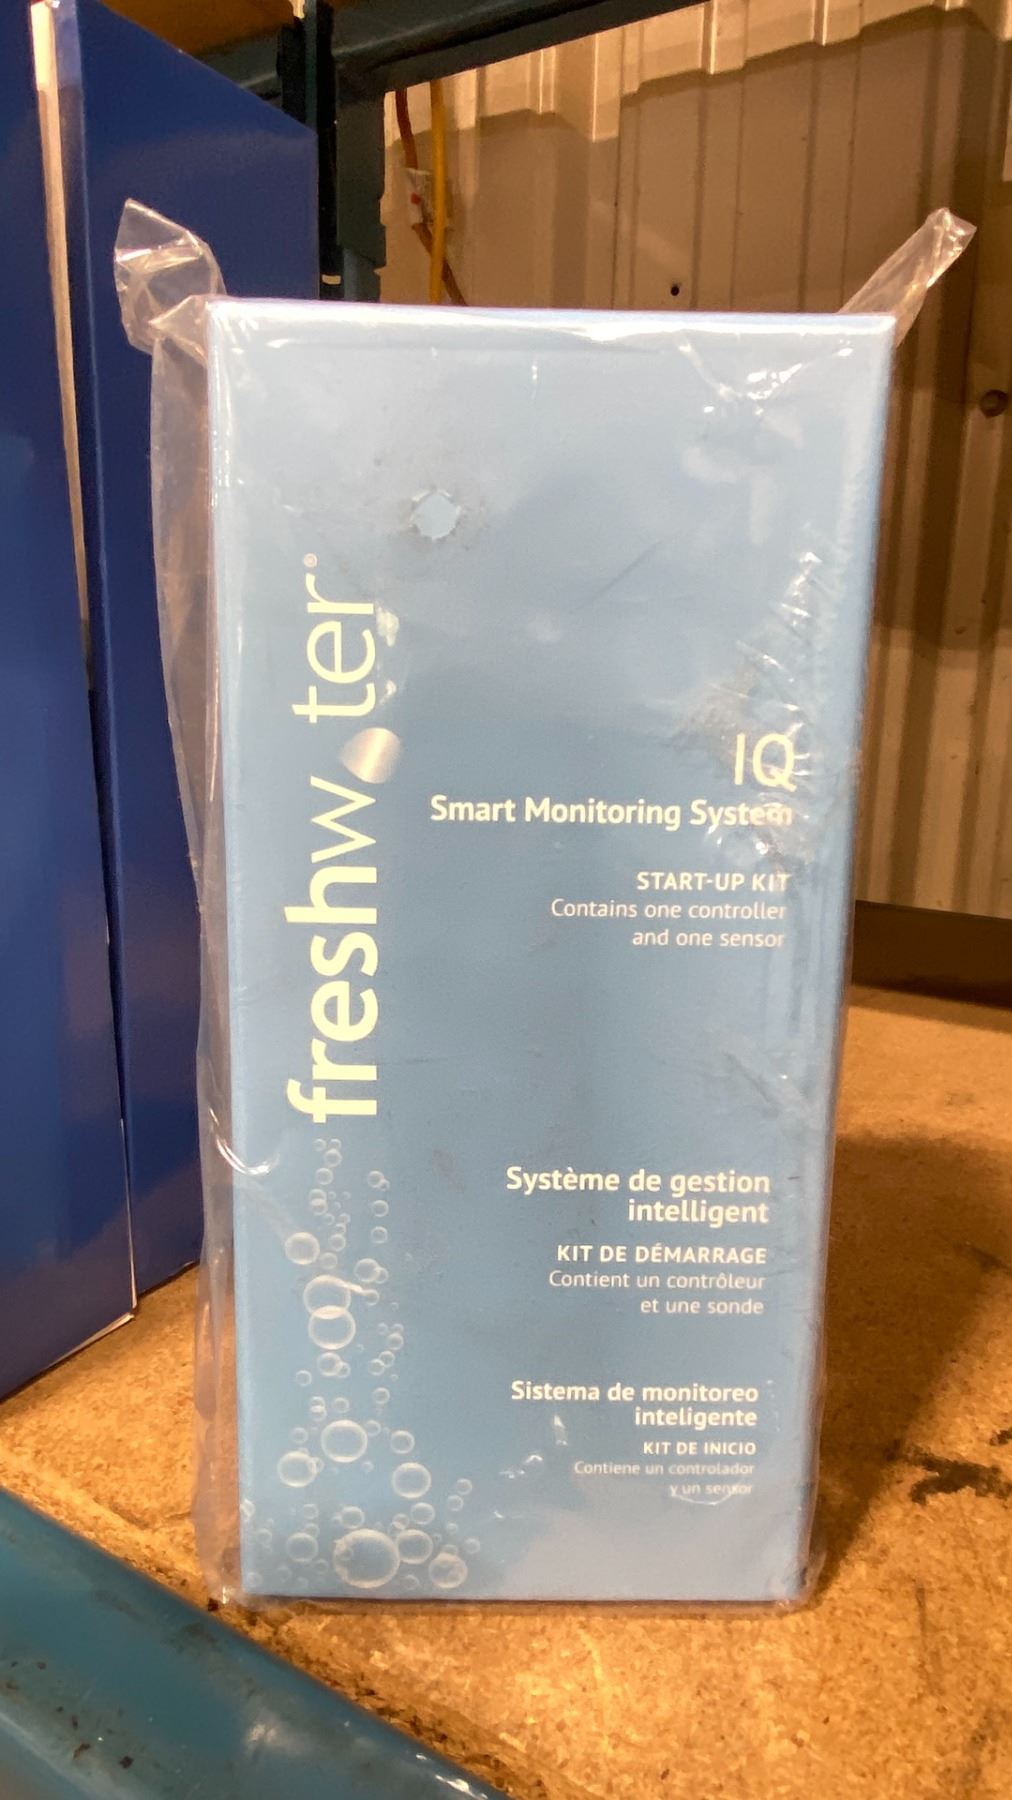 freshwater®
IQ
Smart Monitoring System
START-UP KIT
Contains one controller
and one sensor
Système de gestion
intelligent
KIT DE DÉMARRAGE
Contient un contrôleur
et une sonde
Sistema de monitoreo
inteligente
KIT DE INICIO
Contiene un controlador
y un sensor